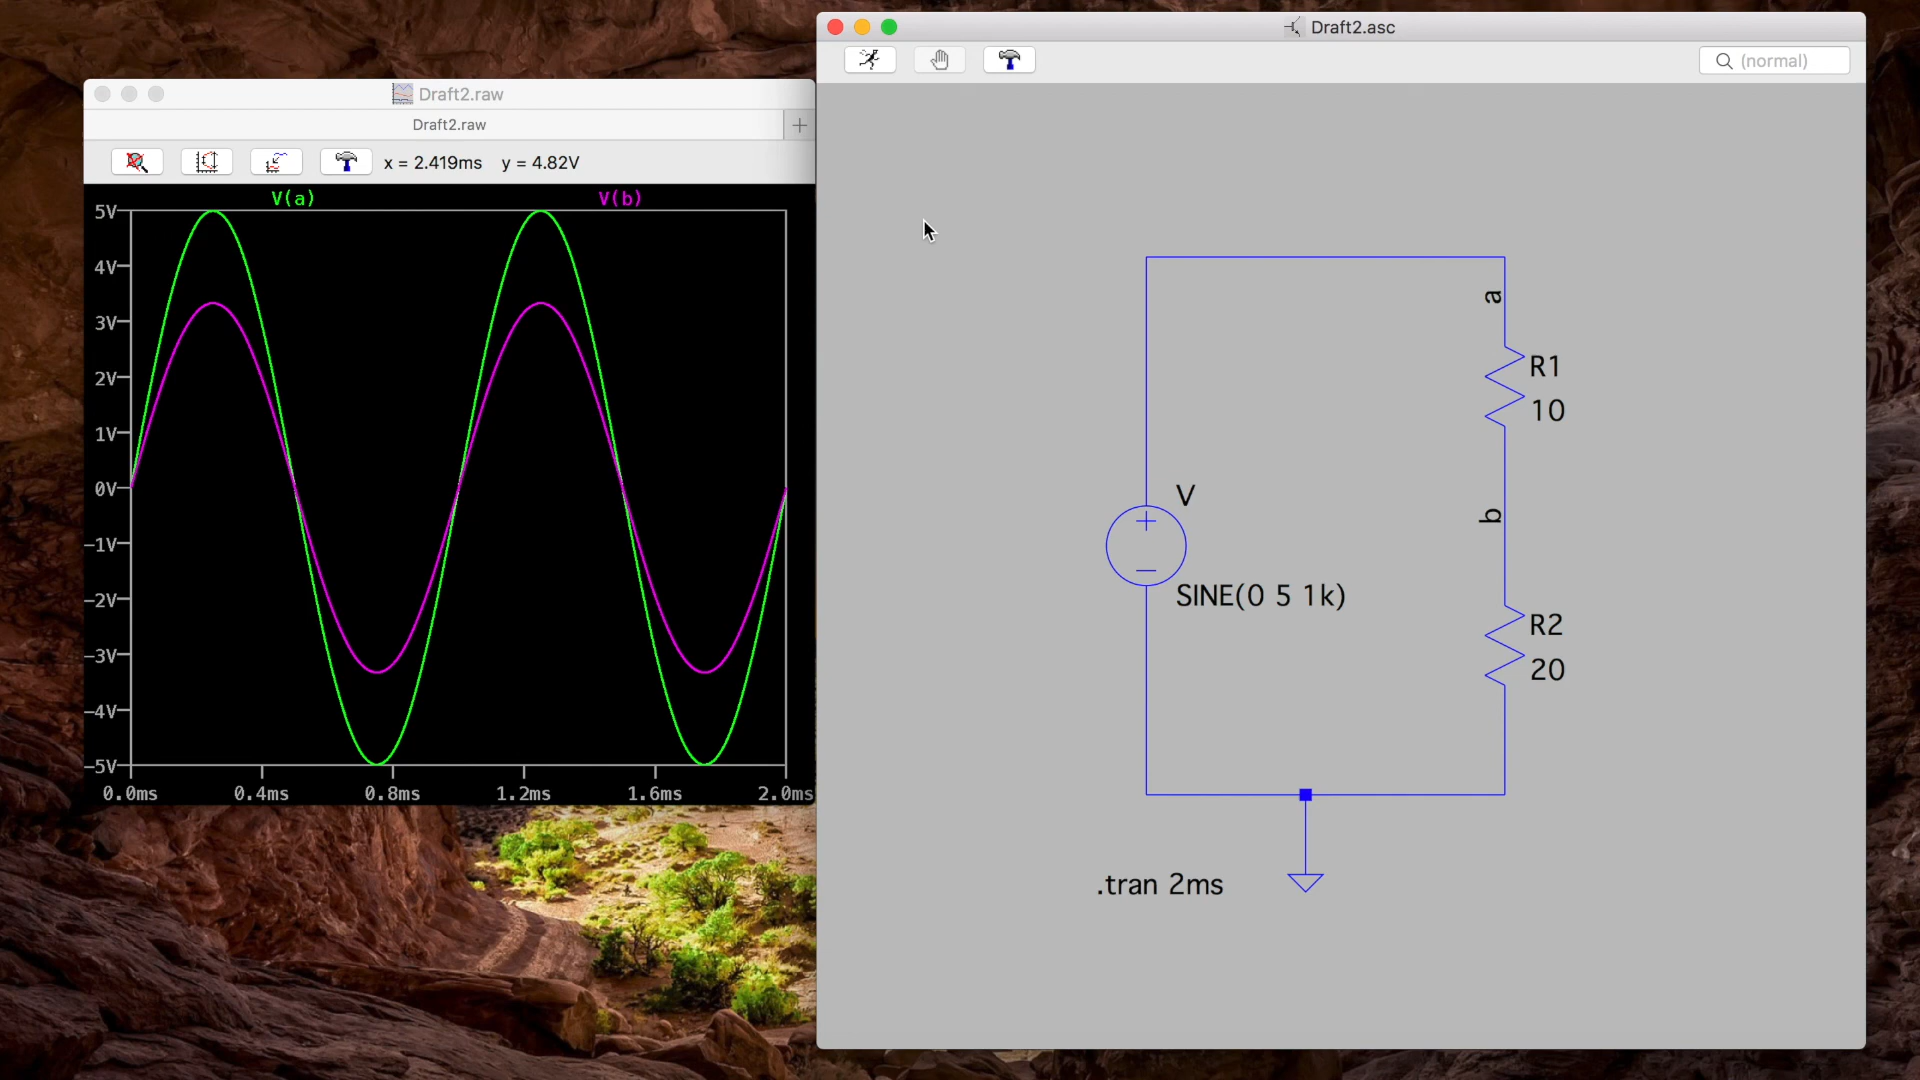 Draft2.raw
Draft2.raw
+
x = 2.419ms y = 4.82V
V(a) V(b)
5V
4V
3V
2V
1V
0V
-1V
-2V
-3V
-4V
-5V
0.0ms 0.4ms 0.8ms 1.2ms 1.6ms 2.0ms
Draft2.asc
(normal)
a
R1
10
b
V
+
−
SINE(0 5 1k)
R2
20
.tran 2ms